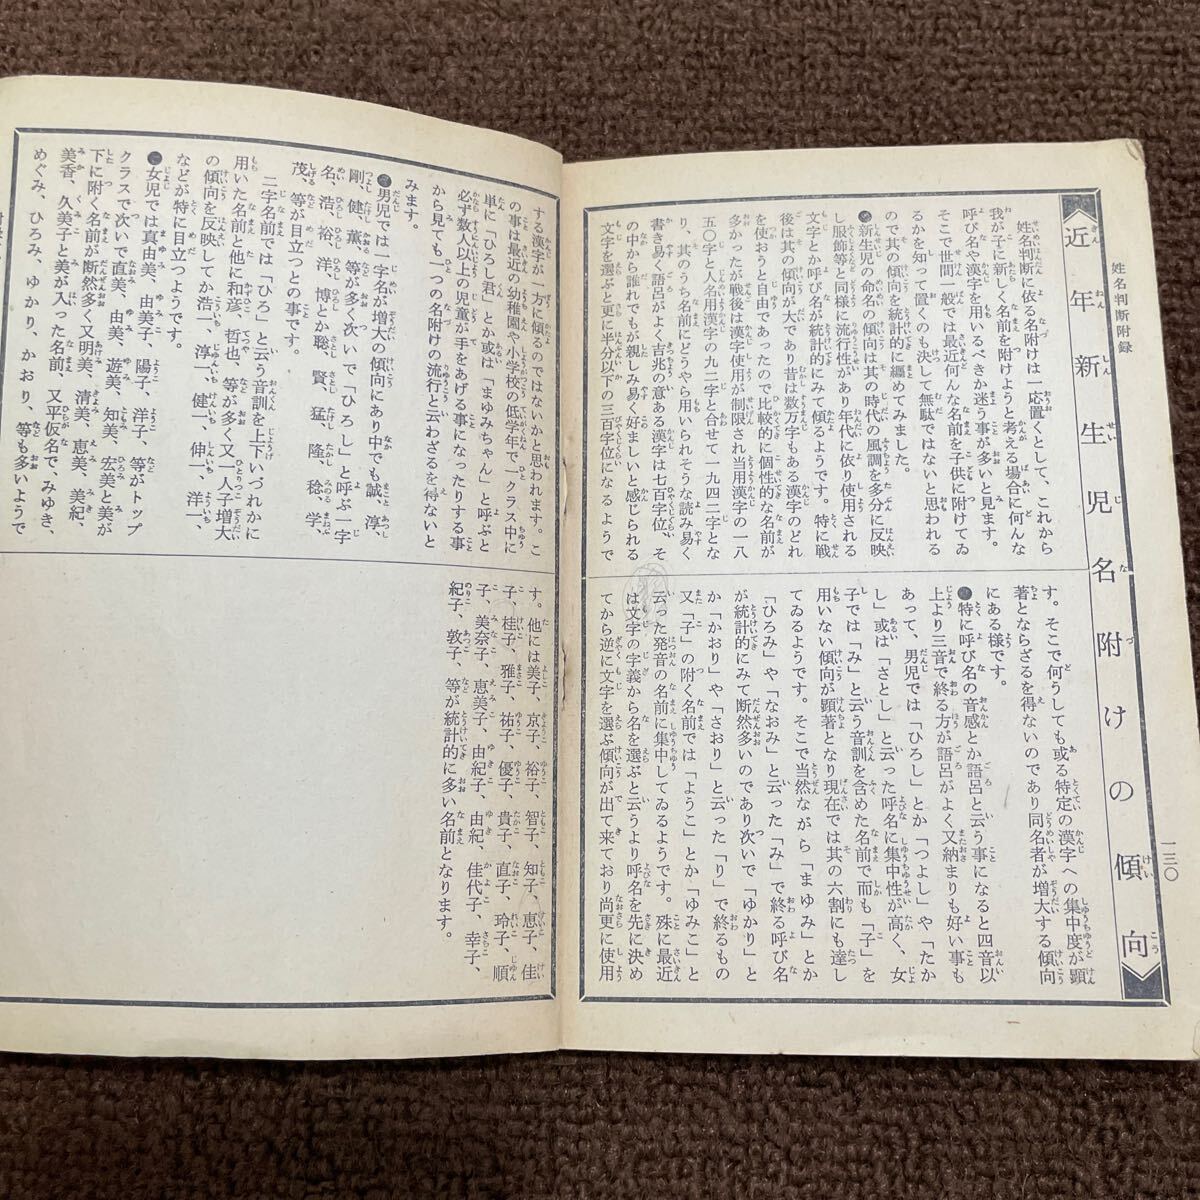 姓名判断附録
一三〇
近年新生児名附けの傾向
姓名判断に依る名附けは一応置くとして、これから
我が子に新しく名前を附けようと考える場合に何んな
呼び名や漢字を用いるべきか迷う事が多いと見ます。
そこで世間一般では最近何んな名前を子供に附けてゐ
るかを知って置くのも決して無駄ではないと思われる
ので其の傾向を統計的に纏めてみました。
●新生児の命名の傾向は其の時代の風調を多分に反映
し服飾等と同様に流行性があり年代に依り使用される
文字とか呼び名が統計的にみて傾るようです。特に戦
後は其の傾向が大であり昔は数万字もある漢字のどれ
を使おうと自由であったので比較的に個性的な名前が
多かったが戦後は漢字使用が制限され当用漢字の一八
五〇字と人名用漢字の九二字と合せて一九四二字とな
り、其のうち名前にどうやら用いられそうな読み易く
書き易く語呂がよく吉兆の意ある漢字は七百字位、そ
の中から誰れでもが親しみ易く好ましいと感じられる
文字を選ぶと更に半分以下の三百字位になるようで
す。そこで何うしても或る特定の漢字への集中度が顕
著とならざるを得ないのであり同名者が増大する傾向
にある様です。
●特に呼び名の音感とか語呂と云う事になると四音以
上より三音で終る方が語呂がよく又納まりも好い事も
あって、男児では「ひろし」とか「つよし」や「たか
し」或は「さとし」と云った呼名に集中性が高く、女
子では「み」と云う音訓を含めた名前で而も「子」を
用いない傾向が顕著となり現在では其の六割にも達し
てゐるようです。そこで当然ながら「まゆみ」とか
「ひろみ」や「なおみ」と云った「み」で終る呼び名
が統計的にみて断然多いのであり次いで「ゆかり」と
か「かおり」や「さおり」と云った「り」で終るもの
又「子」の附く名前では「ようこ」とか「ゆみこ」と
云った発音の名前に集中してゐるようです。殊に最近
は文字の字義から名を選ぶと云うより呼名を先に決め
てから逆に文字を選ぶ傾向が出て来ており尚更に使用
する漢字が一方に傾るのではないかと思われます。こ
の事は最近の幼稚園や小学校の低学年で一クラス中に
単に「ひろし君」とか或は「まゆみちゃん」と呼ぶと
必ず数人以上の児童が手をあげる事になったりする事
から見ても一つの名附けの流行と云わざるを得ないと
みます。
●男児では一字名が増大の傾向にあり中でも誠、淳、
剛、健、薫、等が多く次いで「ひろし」と呼ぶ一字
名、浩、裕、洋、博とか聡、賢、猛、隆、稔、学、
茂、等が目立つとの事です。
二字名前では「ひろ」と云う音訓を上下いづれかに
用いた名前と他に和彦、哲也、等が多く又一人子増大
の傾向を反映してか浩一、淳一、健一、伸一、洋一、
などが特に目立つようです。
●女児では真由美、由美子、陽子、洋子、等がトップ
クラスで次いで直美、由美、遊美、知美、宏美と美が
下に附く名前が断然多く又明美、清美、恵美、美紀、
美香、久美子と美が入った名前、又平仮名で、みゆき、
めぐみ、ひろみ、ゆかり、かおり、等も多いようで
す。他には美子、京子、裕子、智子、知子、恵子、佳
子、桂子、雅子、祐子、優子、貴子、直子、玲子、順
子、美奈子、恵美子、由紀子、由紀、佳代子、幸子、
紀子、敦子、等が統計的に多い名前となります。